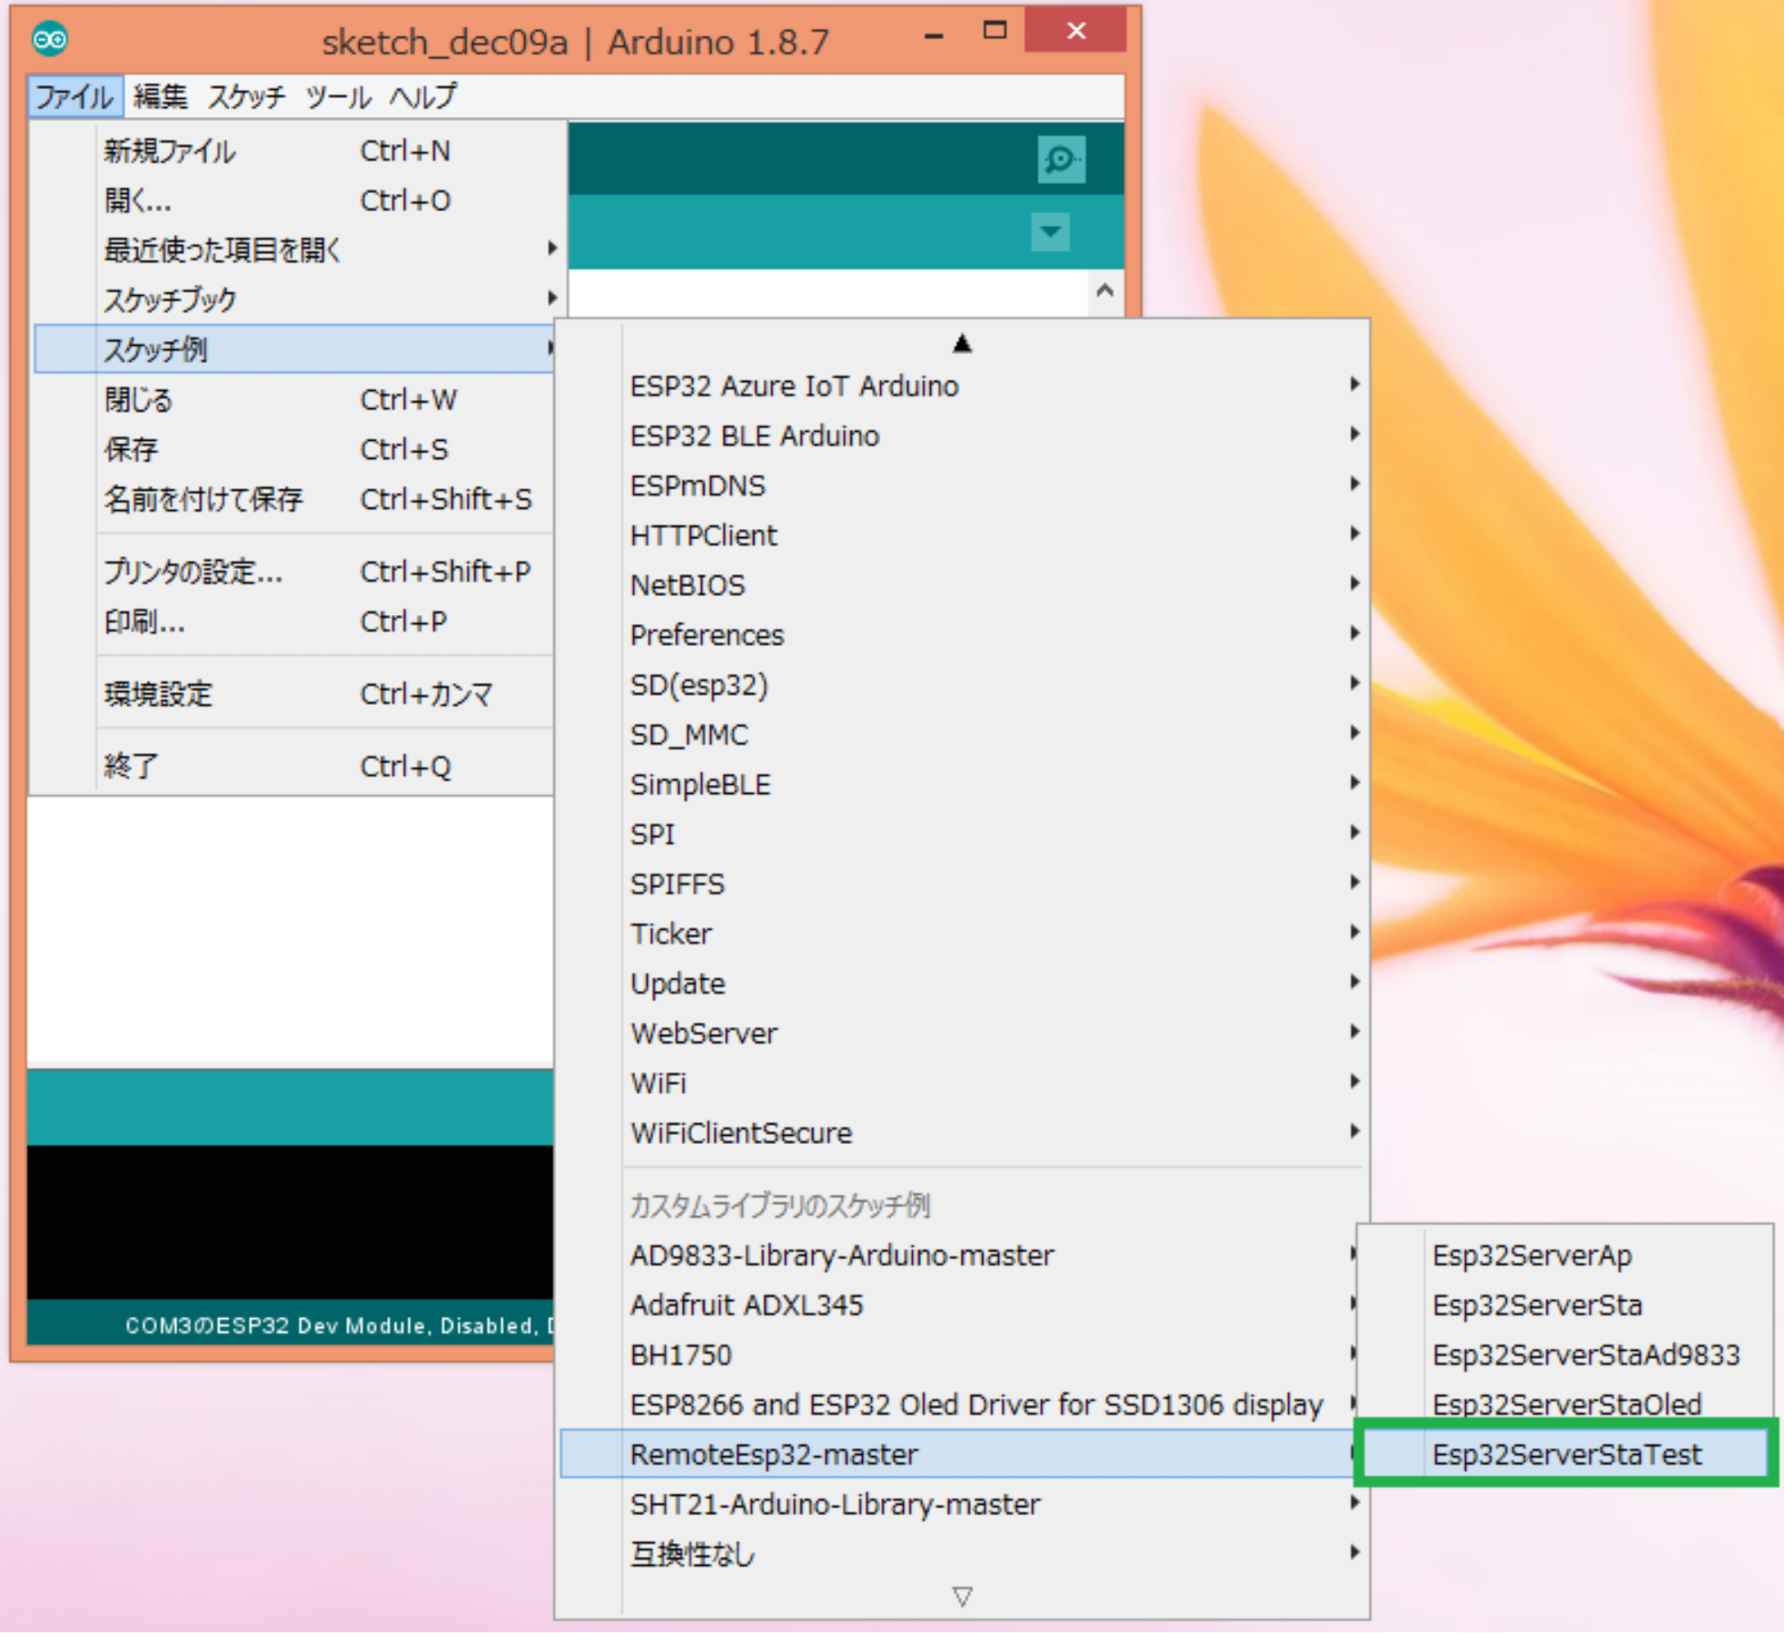 sketch_dec09a | Arduino 1.8.7
ファイル 編集 スケッチ ツール ヘルプ
新規ファイル Ctrl+N
開く... Ctrl+O
最近使った項目を開く
スケッチブック
スケッチ例
閉じる Ctrl+W
保存 Ctrl+S
名前を付けて保存 Ctrl+Shift+S
プリンタの設定... Ctrl+Shift+P
印刷... Ctrl+P
環境設定 Ctrl+カンマ
終了 Ctrl+Q
ESP32 Azure IoT Arduino
ESP32 BLE Arduino
ESPmDNS
HTTPClient
NetBIOS
Preferences
SD(esp32)
SD_MMC
SimpleBLE
SPI
SPIFFS
Ticker
Update
WebServer
WiFi
WiFiClientSecure
カスタムライブラリのスケッチ例
AD9833-Library-Arduino-master
Adafruit ADXL345
BH1750
ESP8266 and ESP32 Oled Driver for SSD1306 display
RemoteEsp32-master
SHT21-Arduino-Library-master
互換性なし
Esp32ServerAp
Esp32ServerSta
Esp32ServerStaAd9833
Esp32ServerStaOled
Esp32ServerStaTest
COM3のESP32 Dev Module, Disabled,